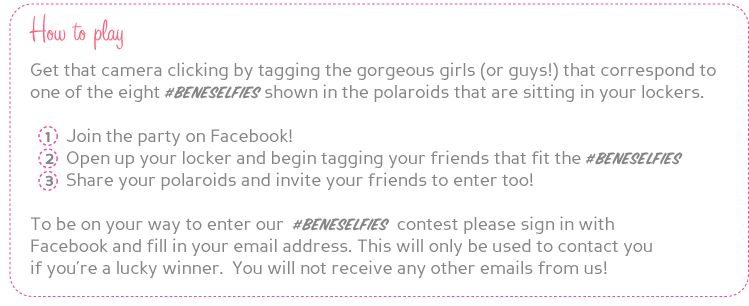 How to play
Get that camera clicking by tagging the gorgeous girls (or guys!) that correspond to
one of the eight #BENESELFIES shown in the polaroids that are sitting in your lockers.
1 Join the party on Facebook!
2 Open up your locker and begin tagging your friends that fit the #BENESELFIES
3 Share your polaroids and invite your friends to enter too!
To be on your way to enter our #BENESELFIES contest please sign in with
Facebook and fill in your email address. This will only be used to contact you
if you're a lucky winner. You will not receive any other emails from us!